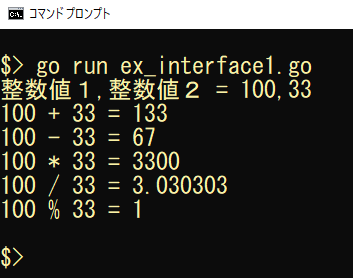 コマンドプロンプト
$> go run ex_interface1.go
整数値１,整数値２ = 100,33
100 + 33 = 133
100 - 33 = 67
100 * 33 = 3300
100 / 33 = 3.030303
100 % 33 = 1
$>